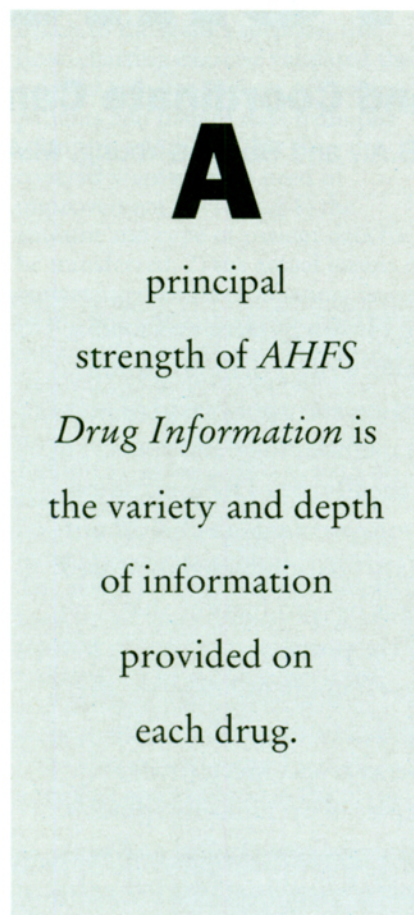 A
principal
strength of AHFS
Drug Information is
the variety and depth
of information
provided on
each drug.